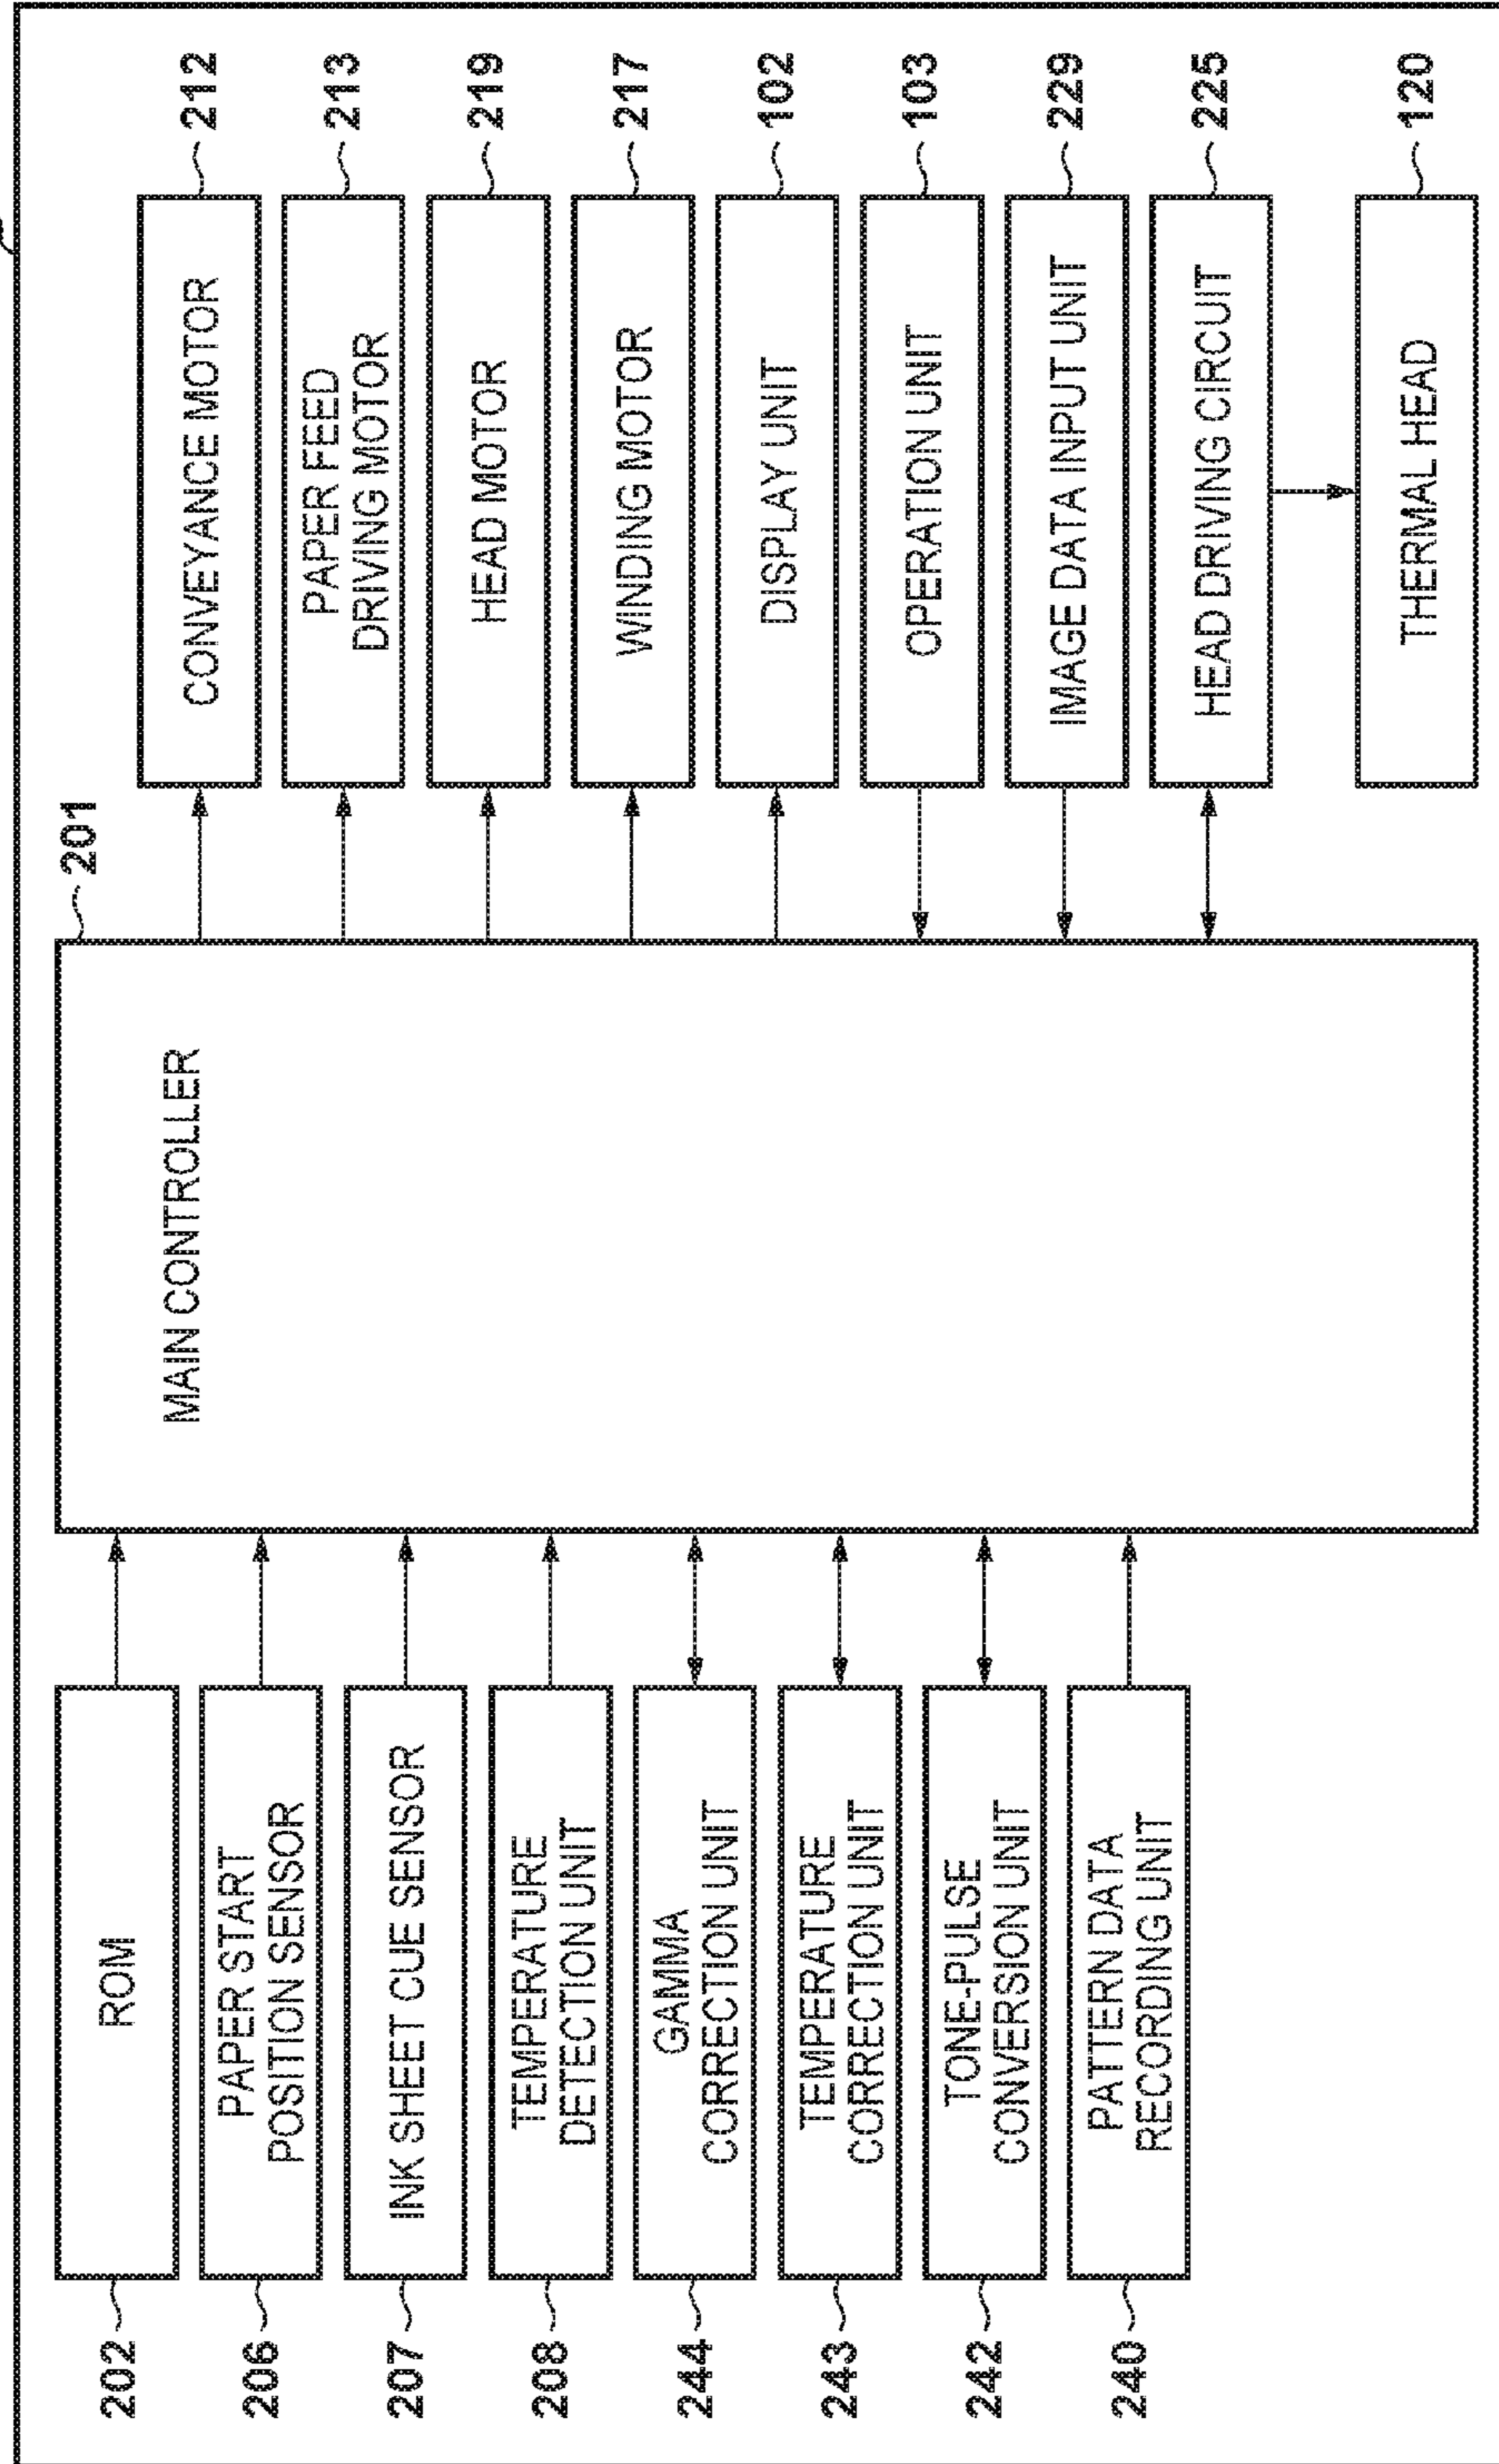 201
MAIN CONTROLLER
202
ROM
206
PAPER START
POSITION SENSOR
207
INK SHEET CUE SENSOR
208
TEMPERATURE
DETECTION UNIT
244
GAMMA
CORRECTION UNIT
243
TEMPERATURE
CORRECTION UNIT
242
TONE-PULSE
CONVERSION UNIT
240
PATTERN DATA
RECORDING UNIT
CONVEYANCE MOTOR
212
PAPER FEED
DRIVING MOTOR
213
HEAD MOTOR
219
WINDING MOTOR
217
DISPLAY UNIT
102
OPERATION UNIT
103
IMAGE DATA INPUT UNIT
229
HEAD DRIVING CIRCUIT
225
THERMAL HEAD
120